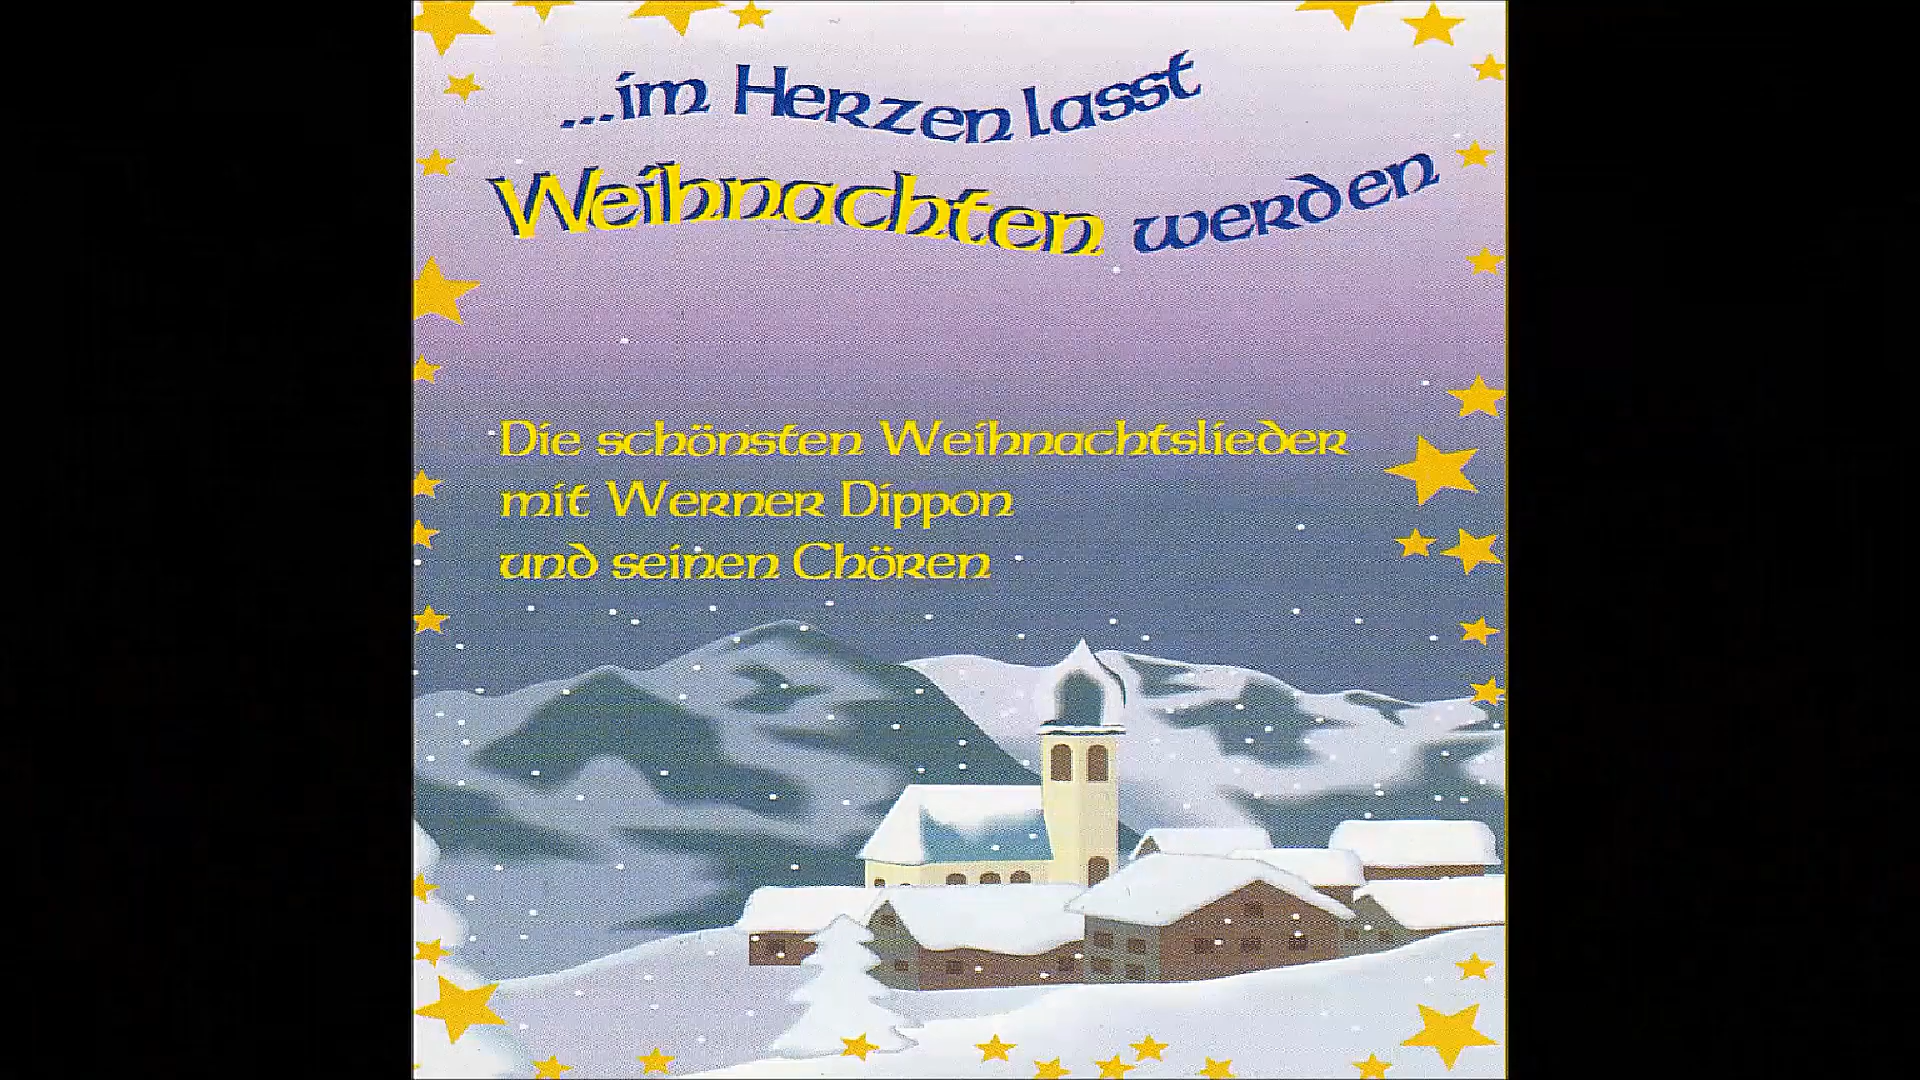 ...im Herzen lasst
Weihnachten werden
Die schönsten Weihnachtslieder
mit Werner Dippon
und seinen Chören